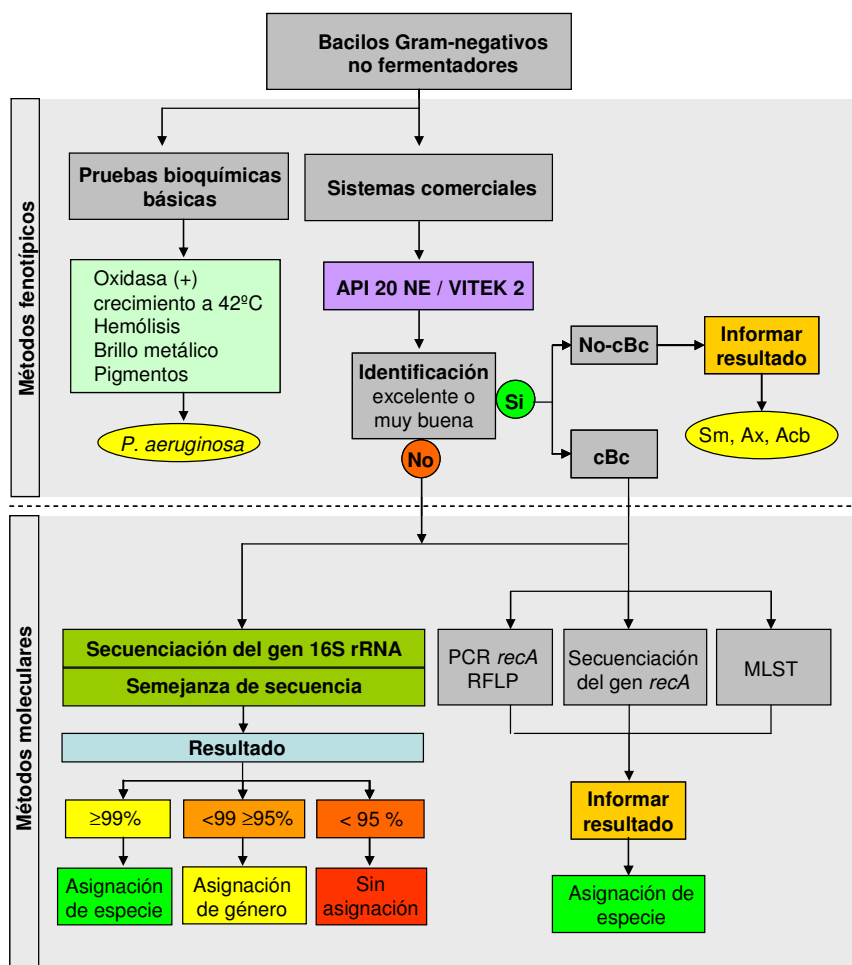 Bacilos Gram-negativos
no fermentadores
Métodos fenotípicos
Pruebas bioquímicas
básicas
Sistemas comerciales
Oxidasa (+)
crecimiento a 42ºC
Hemólisis
Brillo metálico
Pigmentos
API 20 NE / VITEK 2
P. aeruginosa
Identificación
excelente o
muy buena
Si
No
No-cBc
Informar
resultado
Sm, Ax, Acb
cBc
Métodos moleculares
Secuenciación del gen 16S rRNA
Semejanza de secuencia
Resultado
≥99%
<99 ≥95%
< 95 %
Asignación
de especie
Asignación
de género
Sin
asignación
PCR recA
RFLP
Secuenciación
del gen recA
MLST
Informar
resultado
Asignación de
especie